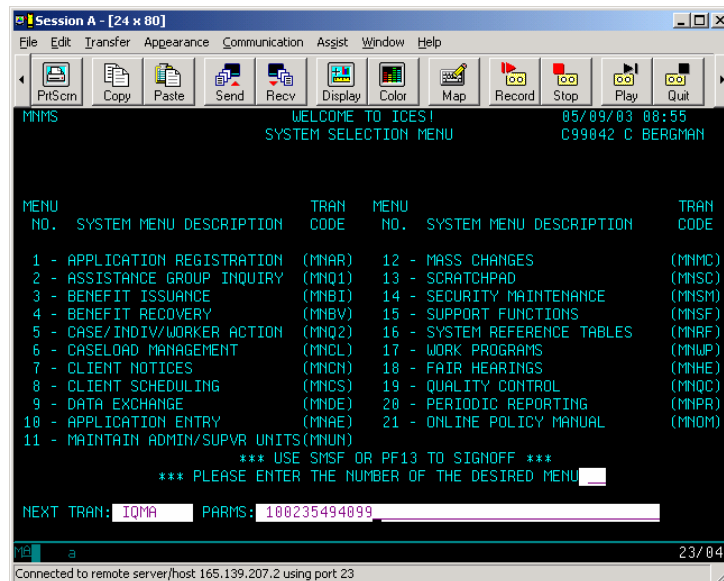 Session A - [24 x 80]
File Edit Transfer Appearance Communication Assist Window Help
PrtScrn Copy Paste Send Recv Display Color Map Record Stop Play Quit
MNMS WELCOME TO ICES! 05/09/03 08:55
SYSTEM SELECTION MENU C99042 C BERGMAN
MENU TRAN MENU TRAN
NO. SYSTEM MENU DESCRIPTION CODE NO. SYSTEM MENU DESCRIPTION CODE
1 - APPLICATION REGISTRATION (MNAR) 12 - MASS CHANGES (MNMC)
2 - ASSISTANCE GROUP INQUIRY (MNQ1) 13 - SCRATCHPAD (MNSC)
3 - BENEFIT ISSUANCE (MNBI) 14 - SECURITY MAINTENANCE (MNSM)
4 - BENEFIT RECOVERY (MNBV) 15 - SUPPORT FUNCTIONS (MNSF)
5 - CASE/INDIV/WORKER ACTION (MNQ2) 16 - SYSTEM REFERENCE TABLES (MNRF)
6 - CASELOAD MANAGEMENT (MNCL) 17 - WORK PROGRAMS (MNWP)
7 - CLIENT NOTICES (MNCN) 18 - FAIR HEARINGS (MNHE)
8 - CLIENT SCHEDULING (MNCS) 19 - QUALITY CONTROL (MNQC)
9 - DATA EXCHANGE (MNDE) 20 - PERIODIC REPORTING (MNPR)
10 - APPLICATION ENTRY (MNAE) 21 - ONLINE POLICY MANUAL (MNOM)
11 - MAINTAIN ADMIN/SUPVR UNITS(MNUN)
*** USE SMSF OR PF13 TO SIGNOFF ***
*** PLEASE ENTER THE NUMBER OF THE DESIRED MENU __
NEXT TRAN: IQMA PARMS: 100235494099
MA a 23/04
Connected to remote server/host 165.139.207.2 using port 23